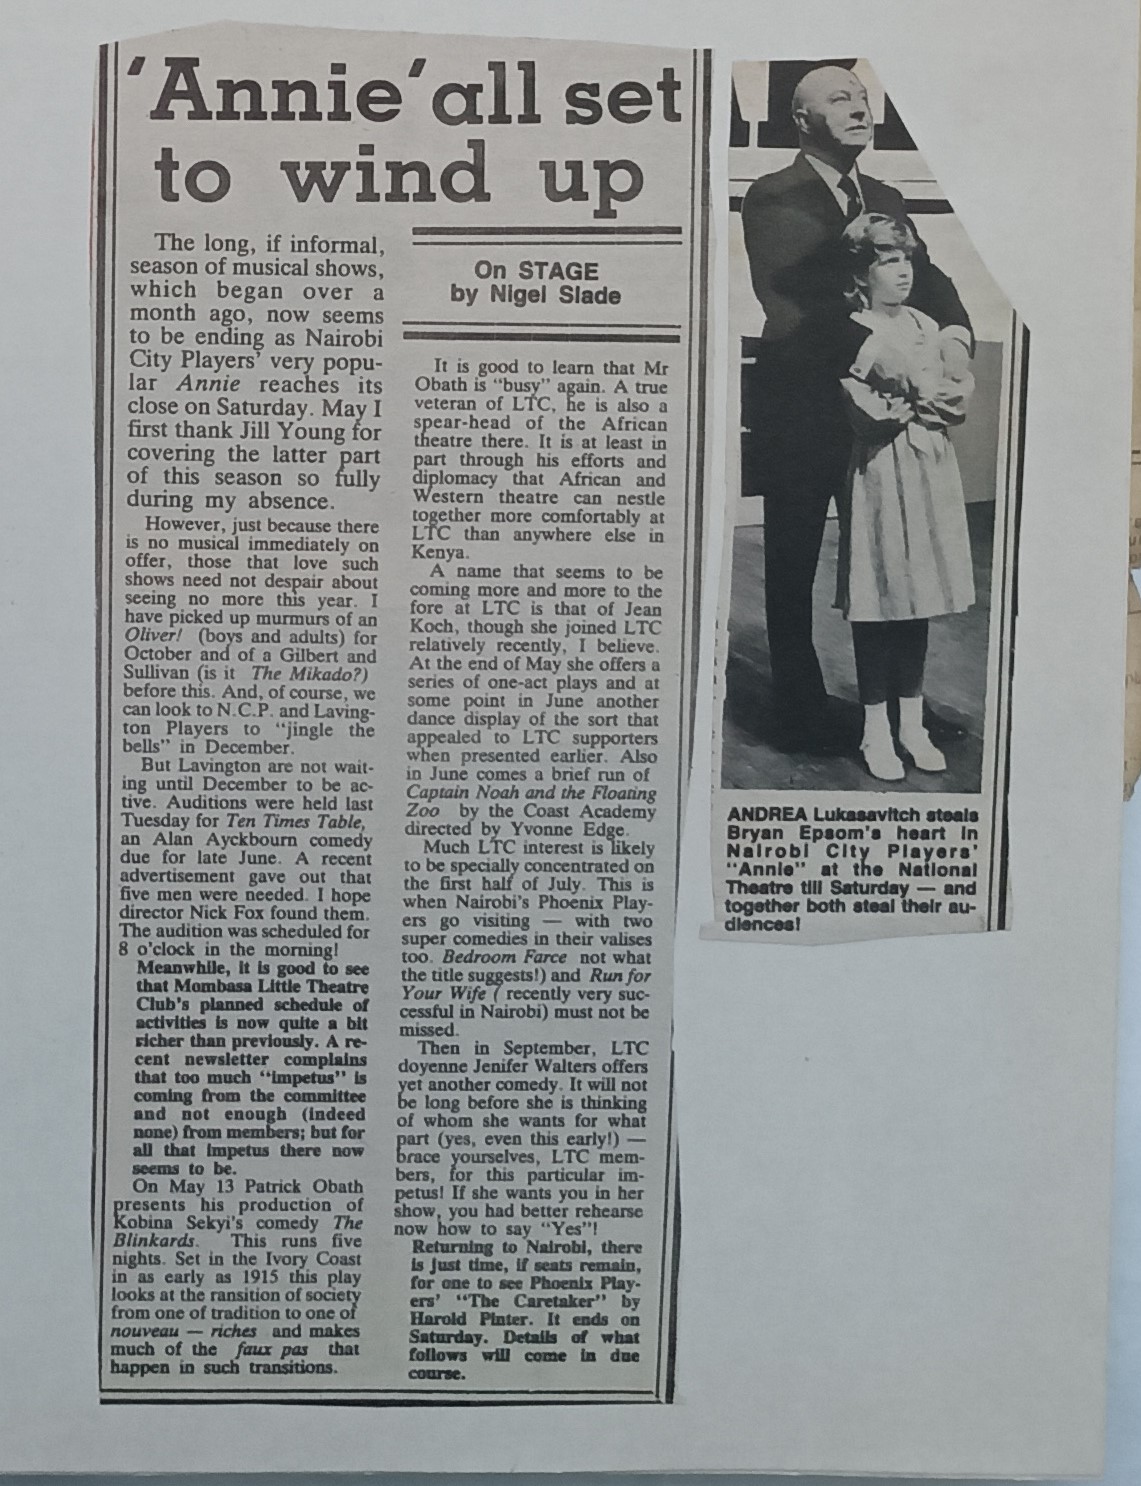 'Annie' all set
to wind up
The long, if informal,
season of musical shows,
which began over a
month ago, now seems
to be ending as Nairobi
City Players' very popu-
lar Annie reaches its
close on Saturday. May I
first thank Jill Young for
covering the latter part
of this season so fully
during my absence.
However, just because there
is no musical immediately on
offer, those that love such
shows need not despair about
seeing no more this year. I
have picked up murmurs of an
Oliver! (boys and adults) for
October and of a Gilbert and
Sullivan (is it The Mikado?)
before this. And, of course, we
can look to N.C.P. and Laving-
ton Players to "jingle the
bells" in December.
But Lavington are not wait-
ing until December to be ac-
tive. Auditions were held last
Tuesday for Ten Times Table,
an Alan Ayckbourn comedy
due for late June. A recent
advertisement gave out that
five men were needed. I hope
director Nick Fox found them.
The audition was scheduled for
8 o'clock in the morning!
Meanwhile, it is good to see
that Mombasa Little Theatre
Club's planned schedule of
activities is now quite a bit
richer than previously. A re-
cent newsletter complains
that too much "impetus" is
coming from the committee
and not enough (indeed
none) from members; but for
all that impetus there now
seems to be.
On May 13 Patrick Obath
presents his production of
Kobina Sekyi's comedy The
Blinkards. This runs five
nights. Set in the Ivory Coast
in as early as 1915 this play
looks at the ransition of society
from one of tradition to one of
nouveau — riches and makes
much of the faux pas that
happen in such transitions.
On STAGE
by Nigel Slade
It is good to learn that Mr
Obath is "busy" again. A true
veteran of LTC, he is also a
spear-head of the African
theatre there. It is at least in
part through his efforts and
diplomacy that African and
Western theatre can nestle
together more comfortably at
LTC than anywhere else in
Kenya.
A name that seems to be
coming more and more to the
fore at LTC is that of Jean
Koch, though she joined LTC
relatively recently, I believe.
At the end of May she offers a
series of one-act plays and at
some point in June another
dance display of the sort that
appealed to LTC supporters
when presented earlier. Also
in June comes a brief run of
Captain Noah and the Floating
Zoo by the Coast Academy
directed by Yvonne Edge.
Much LTC interest is likely
to be specially concentrated on
the first half of July. This is
when Nairobi's Phoenix Play-
ers go visiting — with two
super comedies in their valises
too. Bedroom Farce not what
the title suggests!) and Run for
Your Wife ( recently very suc-
cessful in Nairobi) must not be
missed.
Then in September, LTC
doyenne Jenifer Walters offers
yet another comedy. It will not
be long before she is thinking
of whom she wants for what
part (yes, even this early!) —
brace yourselves, LTC mem-
bers, for this particular im-
petus! If she wants you in her
show, you had better rehearse
now how to say "Yes"!
Returning to Nairobi, there
is just time, if seats remain,
for one to see Phoenix Play-
ers' "The Caretaker" by
Harold Pinter. It ends on
Saturday. Details of what
follows will come in due
course.
ANDREA Lukasavitch steals
Bryan Epsom's heart in
Nairobi City Players'
"Annie" at the National
Theatre till Saturday — and
together both steal their au-
diences!